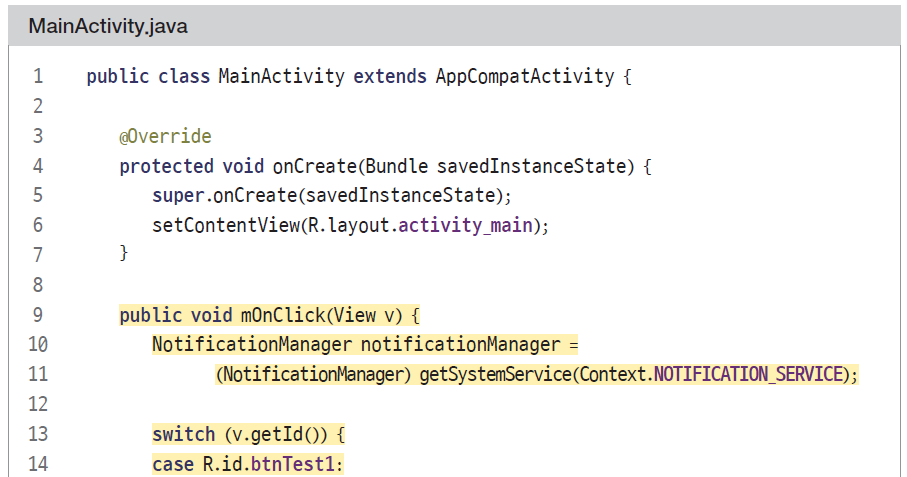 MainActivity.java
1 public class MainActivity extends AppCompatActivity {
2
3 @Override
4 protected void onCreate(Bundle savedInstanceState) {
5 super.onCreate(savedInstanceState);
6 setContentView(R.layout.activity_main);
7 }
8
9 public void mOnClick(View v) {
10 NotificationManager notificationManager =
11 (NotificationManager) getSystemService(Context.NOTIFICATION_SERVICE);
12
13 switch (v.getId()) {
14 case R.id.btnTest1: